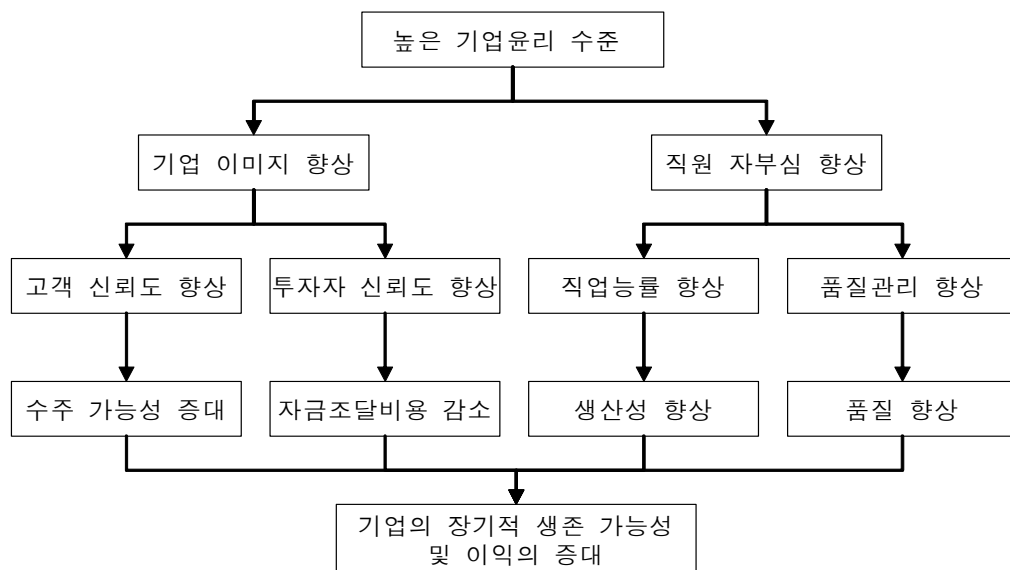 높은 기업윤리 수준
기업 이미지 향상
직원 자부심 향상
고객 신뢰도 향상
투자자 신뢰도 향상
직업능률 향상
품질관리 향상
수주 가능성 증대
자금조달비용 감소
생산성 향상
품질 향상
기업의 장기적 생존 가능성
및 이익의 증대